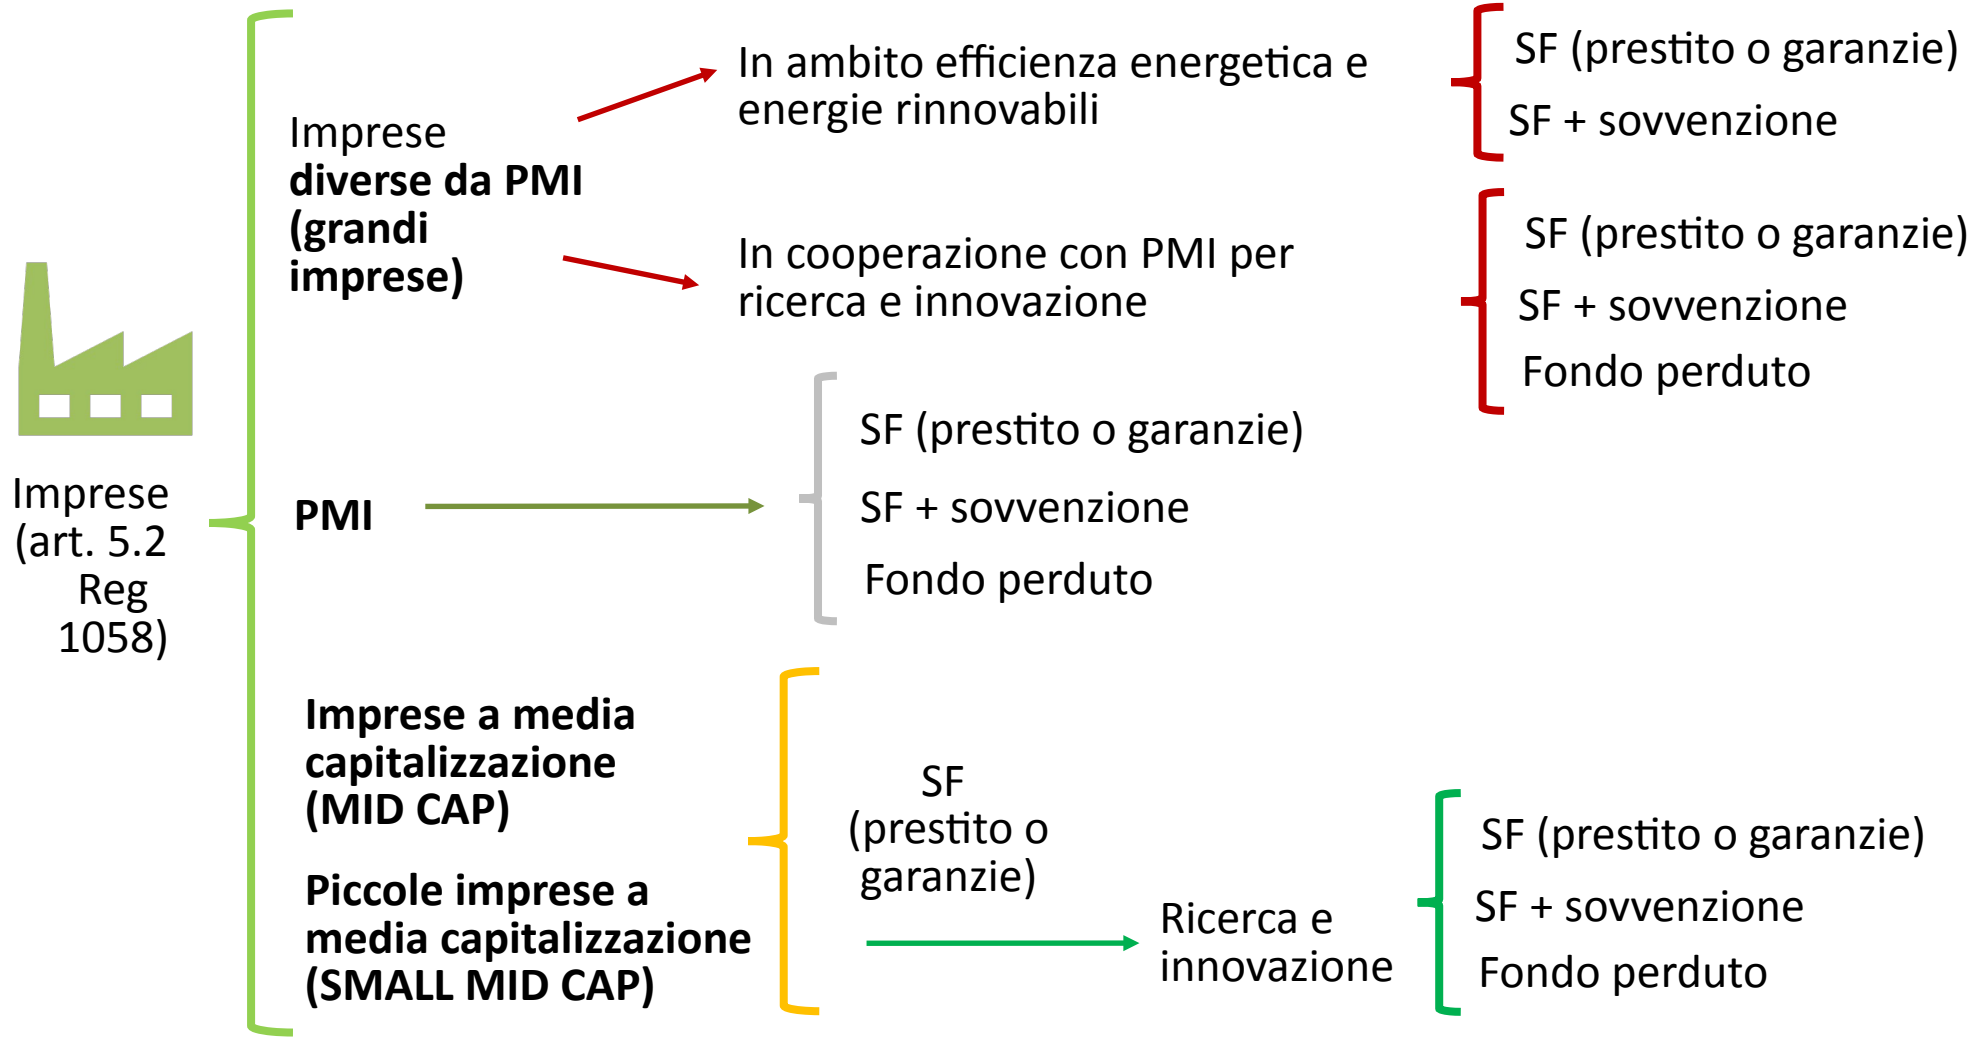 Imprese
(art. 5.2
Reg
1058)
Imprese
diverse da PMI
(grandi
imprese)
In ambito efficienza energetica e
energie rinnovabili
SF (prestito o garanzie)
SF + sovvenzione
In cooperazione con PMI per
ricerca e innovazione
SF (prestito o garanzie)
SF + sovvenzione
Fondo perduto
PMI
SF (prestito o garanzie)
SF + sovvenzione
Fondo perduto
Imprese a media
capitalizzazione
(MID CAP)
Piccole imprese a
media capitalizzazione
(SMALL MID CAP)
SF
(prestito o
garanzie)
Ricerca e
innovazione
SF (prestito o garanzie)
SF + sovvenzione
Fondo perduto